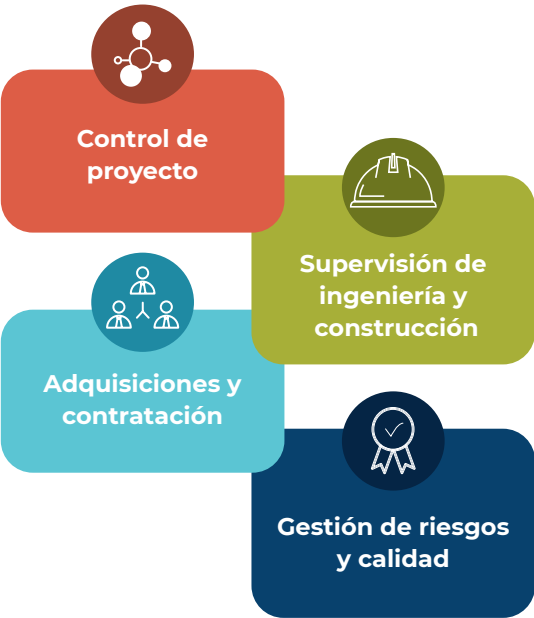 Control de
proyecto
Supervisión de
ingeniería y
construcción
Adquisiciones y
contratación
Gestión de riesgos
y calidad